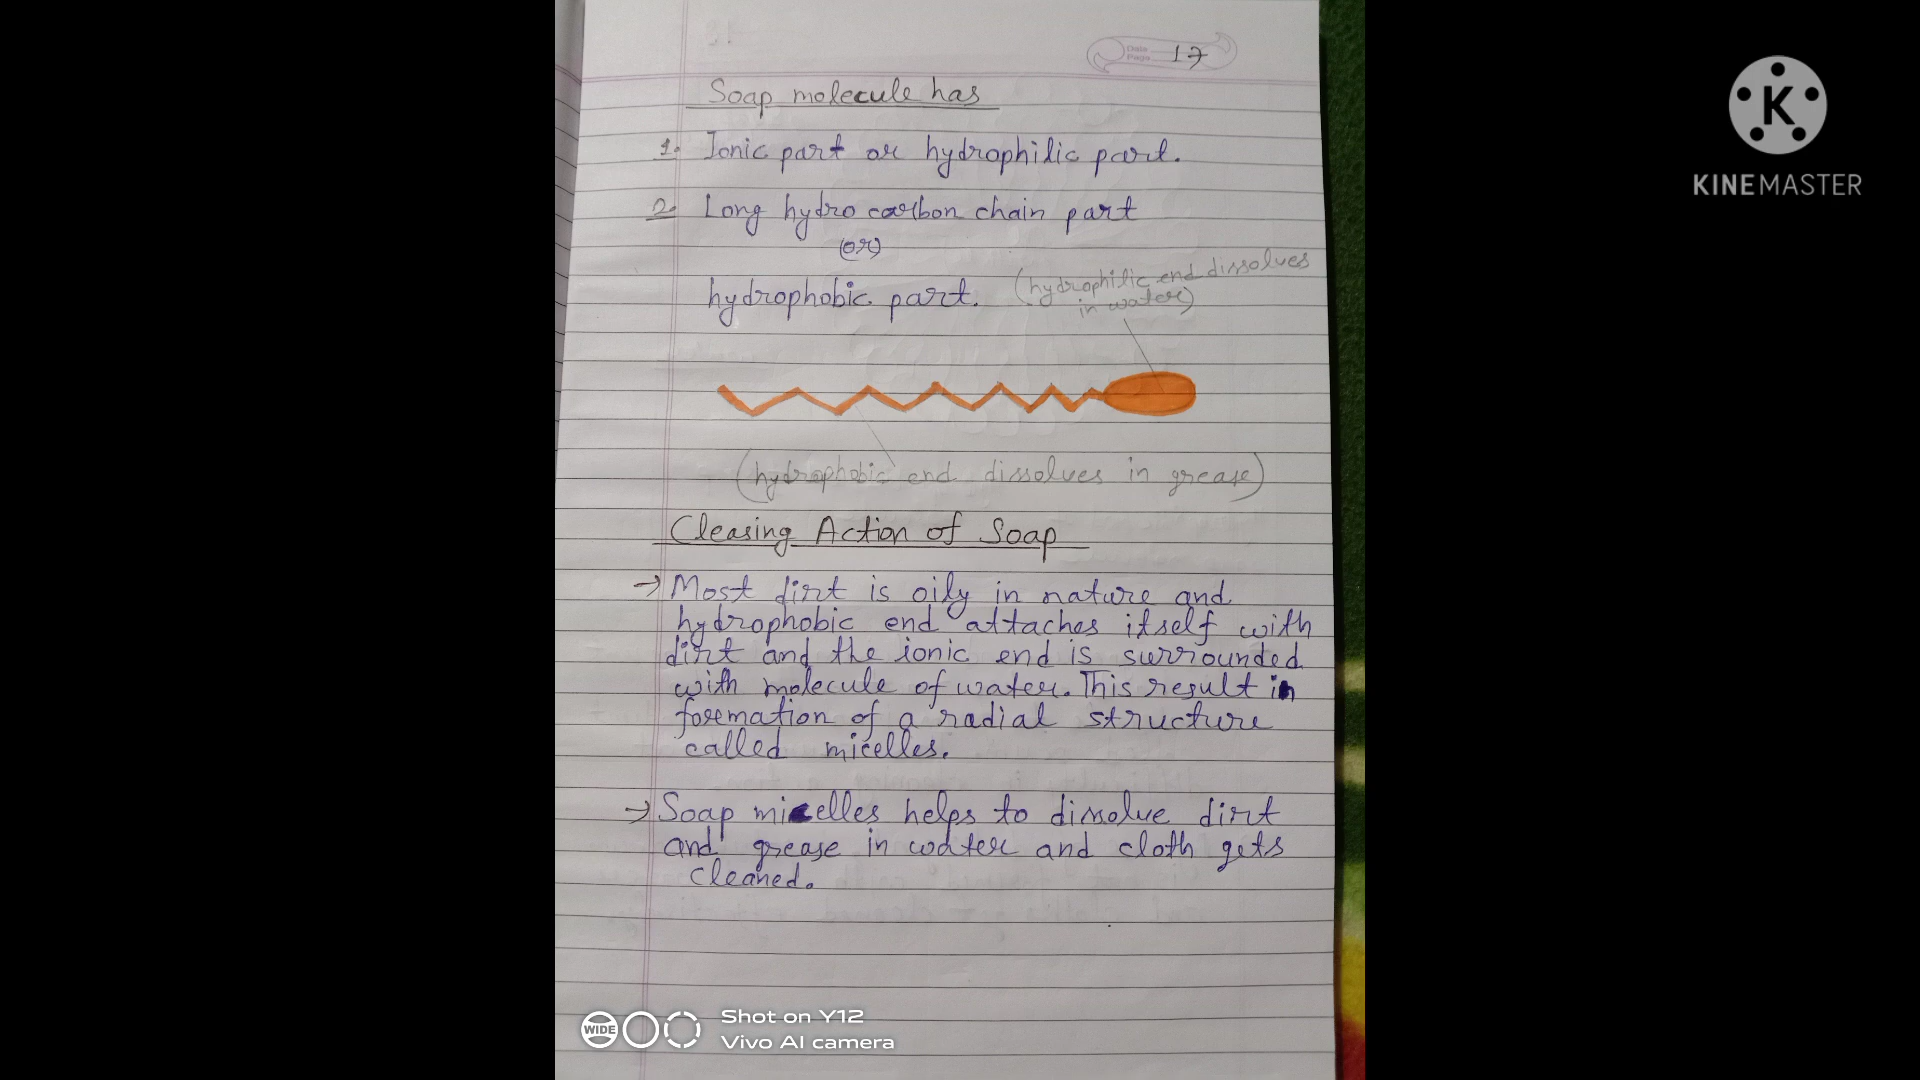 Date
Page 17
Soap molecule has
1. Ionic part or hydrophilic part.
2. Long hydro carbon chain part
(or)
hydrophobic part.
(hydrophilic end dissolves
in water)
(hydrophobic end dissolves in grease)
Cleasing Action of Soap
→ Most dirt is oily in nature and
hydrophobic end attaches itself with
dirt and the ionic end is surrounded
with molecule of water. This result in
formation of a radial structure
called micelles.
→ Soap micelles helps to dissolve dirt
and grease in water and cloth gets
cleaned.
WIDE
Shot on Y12
Vivo AI camera
K
KINEMASTER